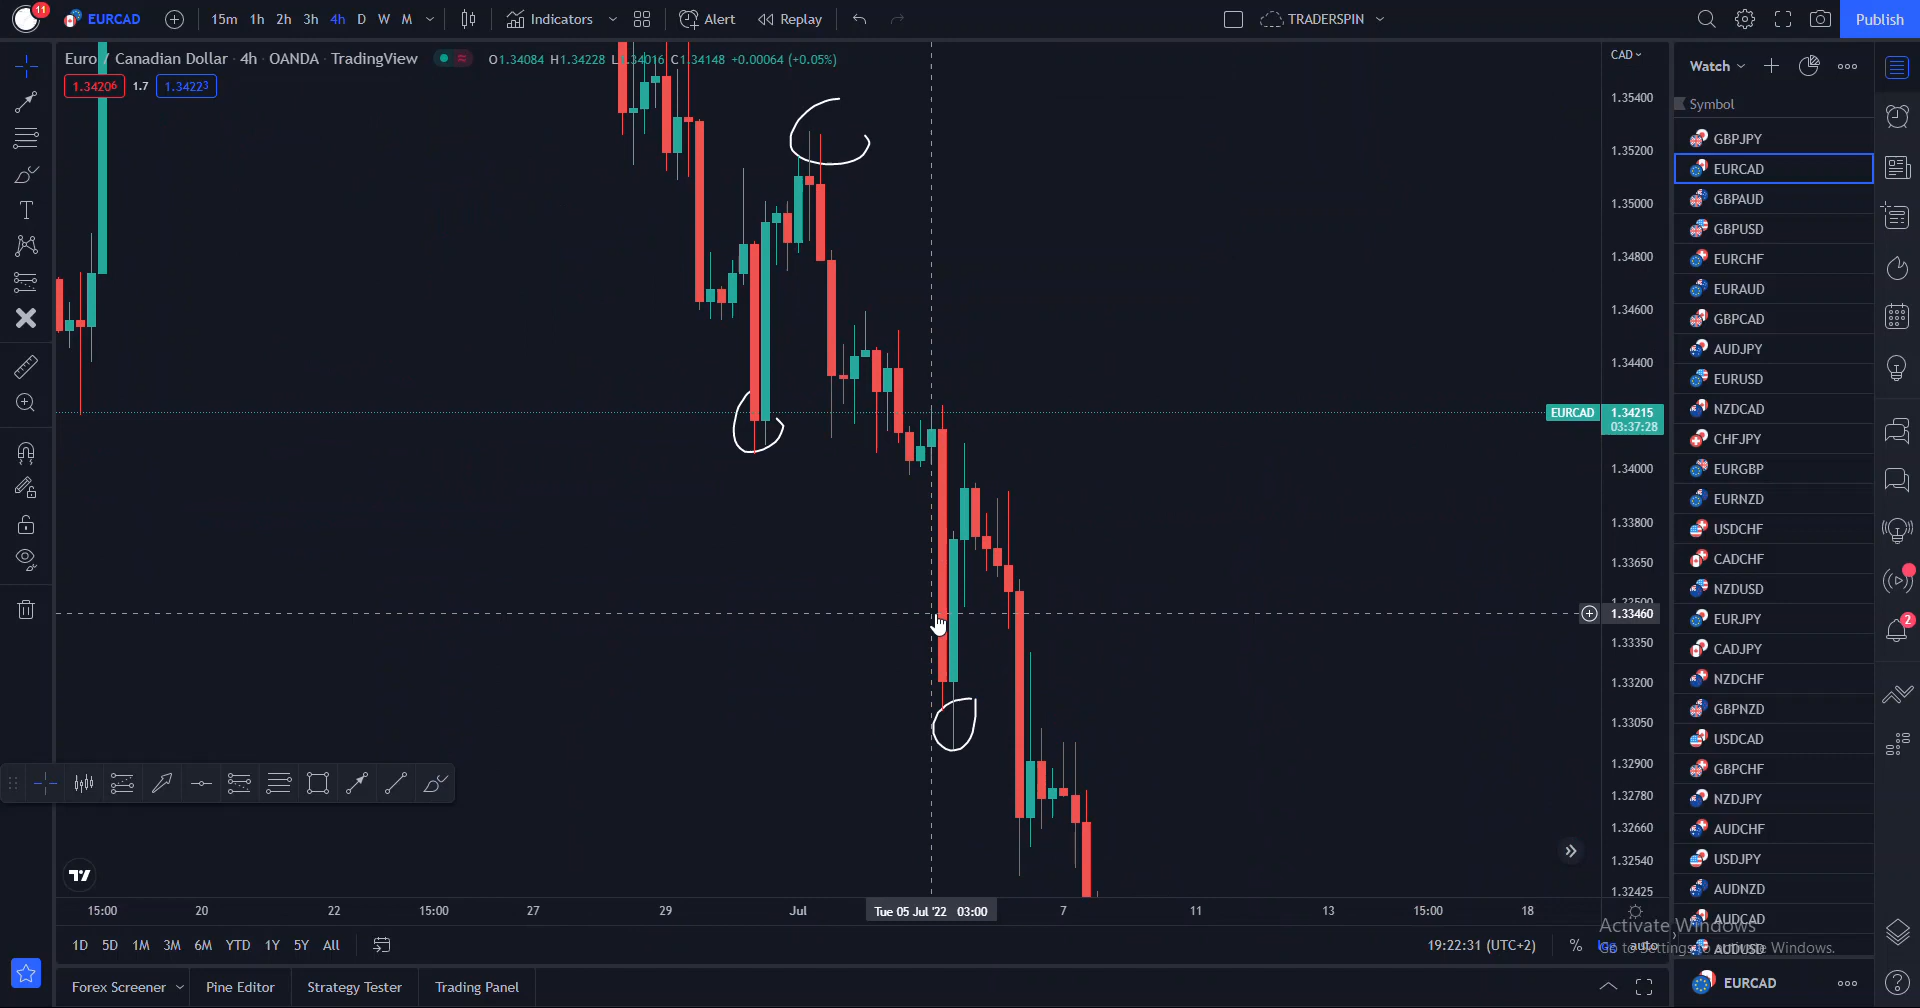 11
EURCAD
15m 1h 2h 3h 4h D W M
Indicators
Alert
Replay
TRADERSPIN
Publish
Euro / Canadian Dollar · 4h · OANDA · TradingView
O1.34084 H1.34228 L1.34016 C1.34148 +0.00064 (+0.05%)
1.34206 1.7 1.34223
CAD
1.35400
1.35200
1.35000
1.34800
1.34600
1.34400
EURCAD 1.34215
03:37:28
1.34000
1.33800
1.33650
1.33500
1.33460
1.33350
1.33200
1.33050
1.32900
1.32780
1.32660
1.32540
1.32425
Watch
Symbol
GBPJPY
EURCAD
GBPAUD
GBPUSD
EURCHF
EURAUD
GBPCAD
AUDJPY
EURUSD
NZDCAD
CHFJPY
EURGBP
EURNZD
USDCHF
CADCHF
NZDUSD
EURJPY
2
CADJPY
NZDCHF
GBPNZD
USDCAD
GBPCHF
NZDJPY
AUDCHF
USDJPY
AUDNZD
AUDCAD
AUDUSD
EURCAD
15:00 20 22 15:00 27 29 Jul Tue 05 Jul '22 03:00 7 11 13 15:00 18
1D 5D 1M 3M 6M YTD 1Y 5Y All
19:22:31 (UTC+2) % log auto
Activate Windows
Go to Settings to activate Windows.
Forex Screener Pine Editor Strategy Tester Trading Panel